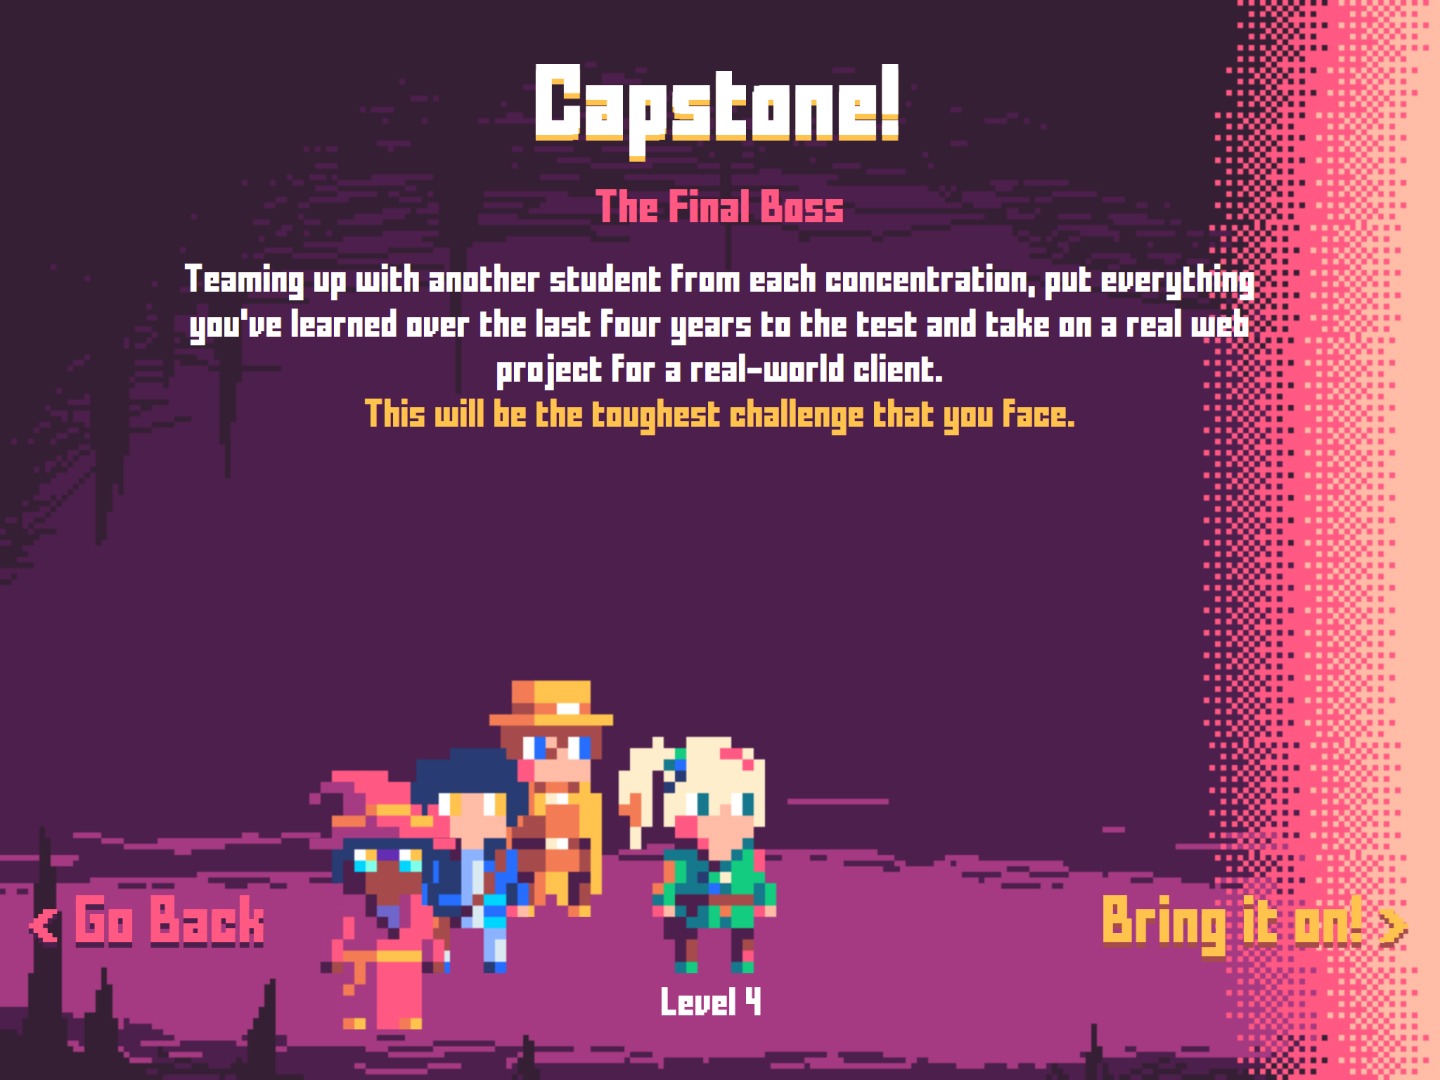 Capstone!
The Final Boss
Teaming up with another student from each concentration, put everything
you've learned over the last four years to the test and take on a real web
project for a real-world client.
This will be the toughest challenge that you face.
< Go Back
Bring it on! >
Level 4